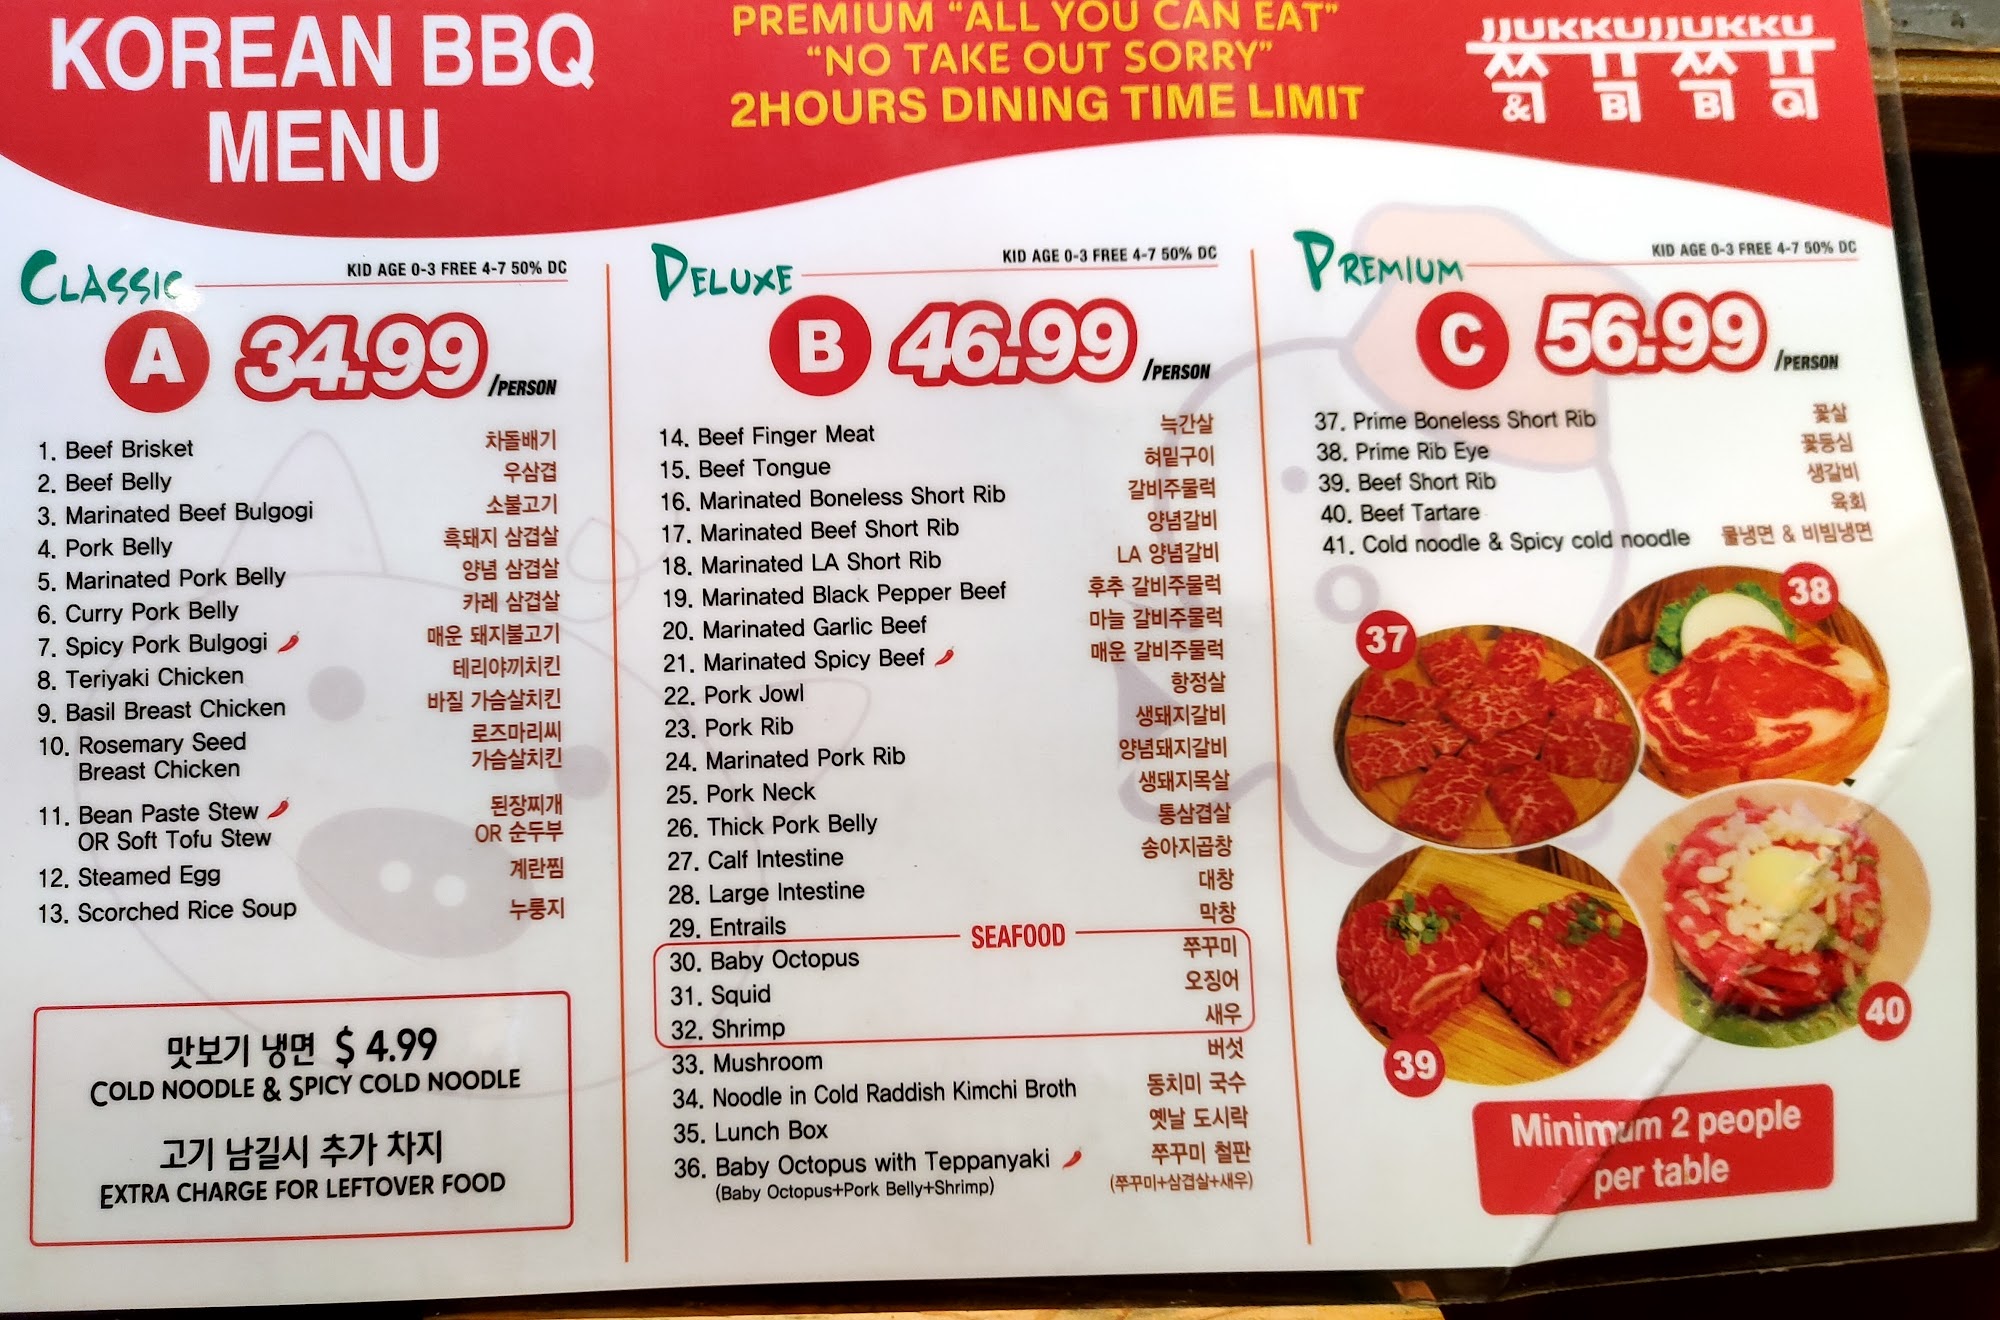 KOREAN BBQ
MENU
PREMIUM "ALL YOU CAN EAT"
"NO TAKE OUT SORRY"
2HOURS DINING TIME LIMIT
JJUKKUJJUKKU
쭉꾸쭉꾸
& B B Q
CLASSIC
KID AGE 0-3 FREE 4-7 50% DC
A 34.99 /PERSON
1. Beef Brisket 차돌배기
2. Beef Belly 우삼겹
3. Marinated Beef Bulgogi 소불고기
4. Pork Belly 흑돼지 삼겹살
5. Marinated Pork Belly 양념 삼겹살
6. Curry Pork Belly 카레 삼겹살
7. Spicy Pork Bulgogi 매운 돼지불고기
8. Teriyaki Chicken 테리야끼치킨
9. Basil Breast Chicken 바질 가슴살치킨
10. Rosemary Seed 로즈마리씨
Breast Chicken 가슴살치킨
11. Bean Paste Stew 된장찌개
OR Soft Tofu Stew OR 순두부
12. Steamed Egg 계란찜
13. Scorched Rice Soup 누룽지
맛보기 냉면 $ 4.99
COLD NOODLE & SPICY COLD NOODLE
고기 남길시 추가 차지
EXTRA CHARGE FOR LEFTOVER FOOD
DELUXE
KID AGE 0-3 FREE 4-7 50% DC
B 46.99 /PERSON
14. Beef Finger Meat 늑간살
15. Beef Tongue 혀밑구이
16. Marinated Boneless Short Rib 갈비주물럭
17. Marinated Beef Short Rib 양념갈비
18. Marinated LA Short Rib LA 양념갈비
19. Marinated Black Pepper Beef 후추 갈비주물럭
20. Marinated Garlic Beef 마늘 갈비주물럭
21. Marinated Spicy Beef 매운 갈비주물럭
22. Pork Jowl 항정살
23. Pork Rib 생돼지갈비
24. Marinated Pork Rib 양념돼지갈비
25. Pork Neck 생돼지목살
26. Thick Pork Belly 통삼겹살
27. Calf Intestine 송아지곱창
28. Large Intestine 대창
29. Entrails 막창
SEAFOOD
30. Baby Octopus 쭈꾸미
31. Squid 오징어
32. Shrimp 새우
33. Mushroom 버섯
34. Noodle in Cold Raddish Kimchi Broth 동치미 국수
35. Lunch Box 옛날 도시락
36. Baby Octopus with Teppanyaki 쭈꾸미 철판
(Baby Octopus+Pork Belly+Shrimp) (쭈꾸미+삼겹살+새우)
PREMIUM
KID AGE 0-3 FREE 4-7 50% DC
C 56.99 /PERSON
37. Prime Boneless Short Rib 꽃살
38. Prime Rib Eye 꽃등심
39. Beef Short Rib 생갈비
40. Beef Tartare 육회
41. Cold noodle & Spicy cold noodle 물냉면 & 비빔냉면
37
38
39
40
Minimum 2 people
per table